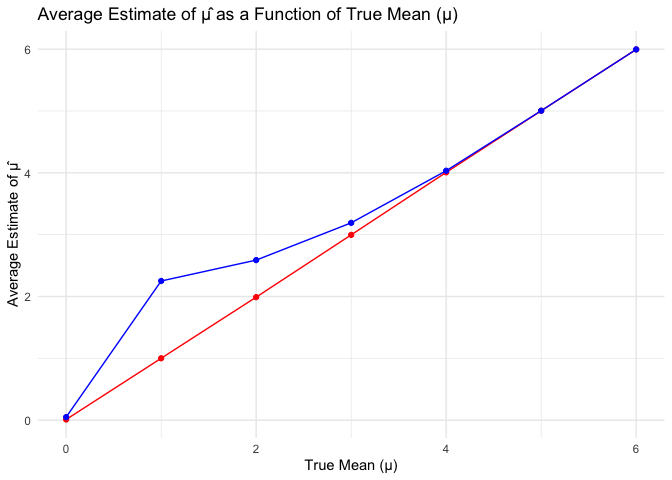 Average Estimate of μ̂ as a Function of True Mean (μ)
Average Estimate of μ̂
6
4
2
0
0
2
4
6
True Mean (μ)